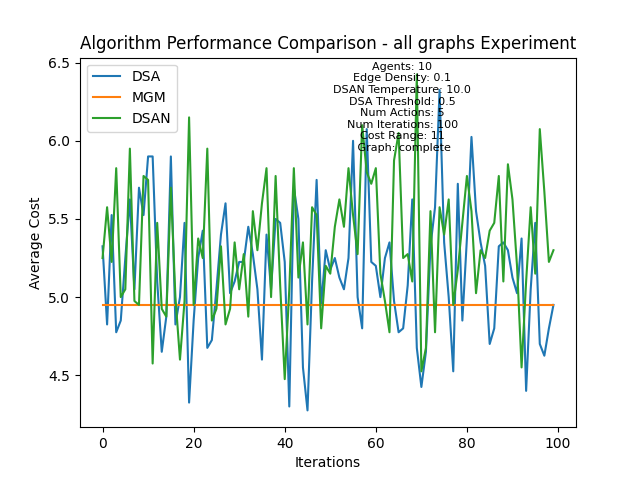 Algorithm Performance Comparison - all graphs Experiment
DSA
MGM
DSAN
Agents: 10
Edge Density: 0.1
DSAN Temperature: 10.0
DSA Threshold: 0.5
Num Actions: 5
Num Iterations: 100
Cost Range: 11
Graph: complete
Average Cost
6.5
6.0
5.5
5.0
4.5
0 20 40 60 80 100
Iterations